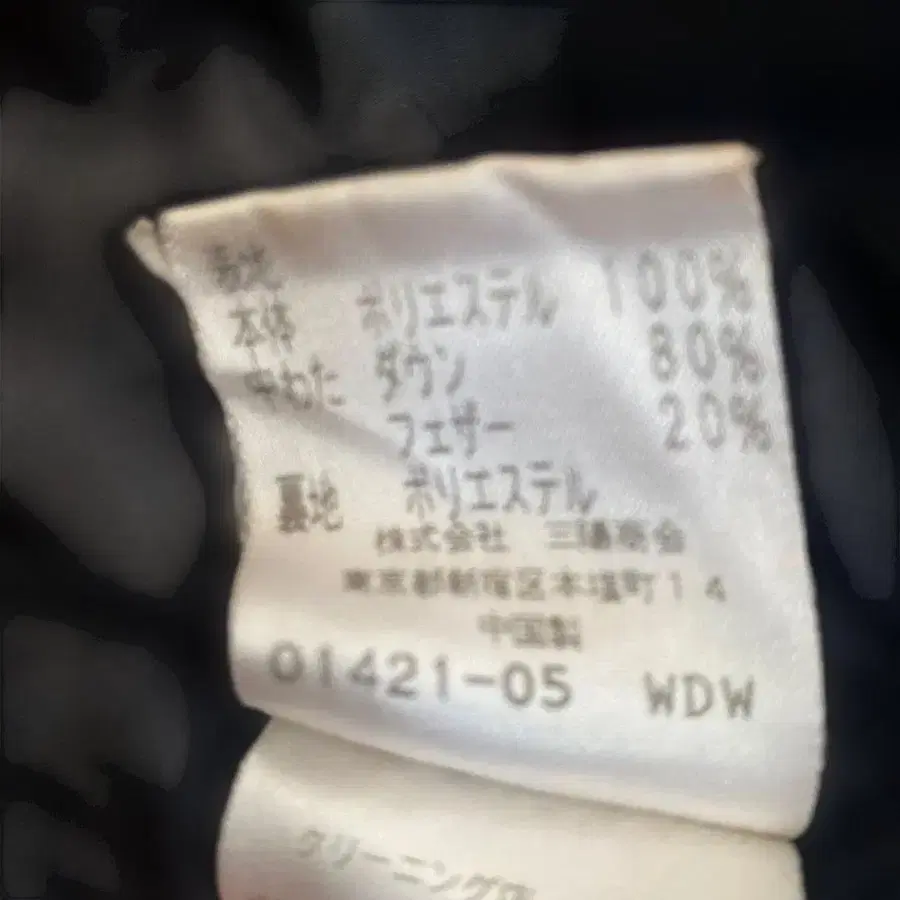 表地
本体 ポリエステル 100%
中わた ダウン 80%
フェザー 20%
裏地 ポリエステル
株式会社 三陽商会
東京都新宿区本塩町14
中国製
01421-05 WDW
クリーニング店